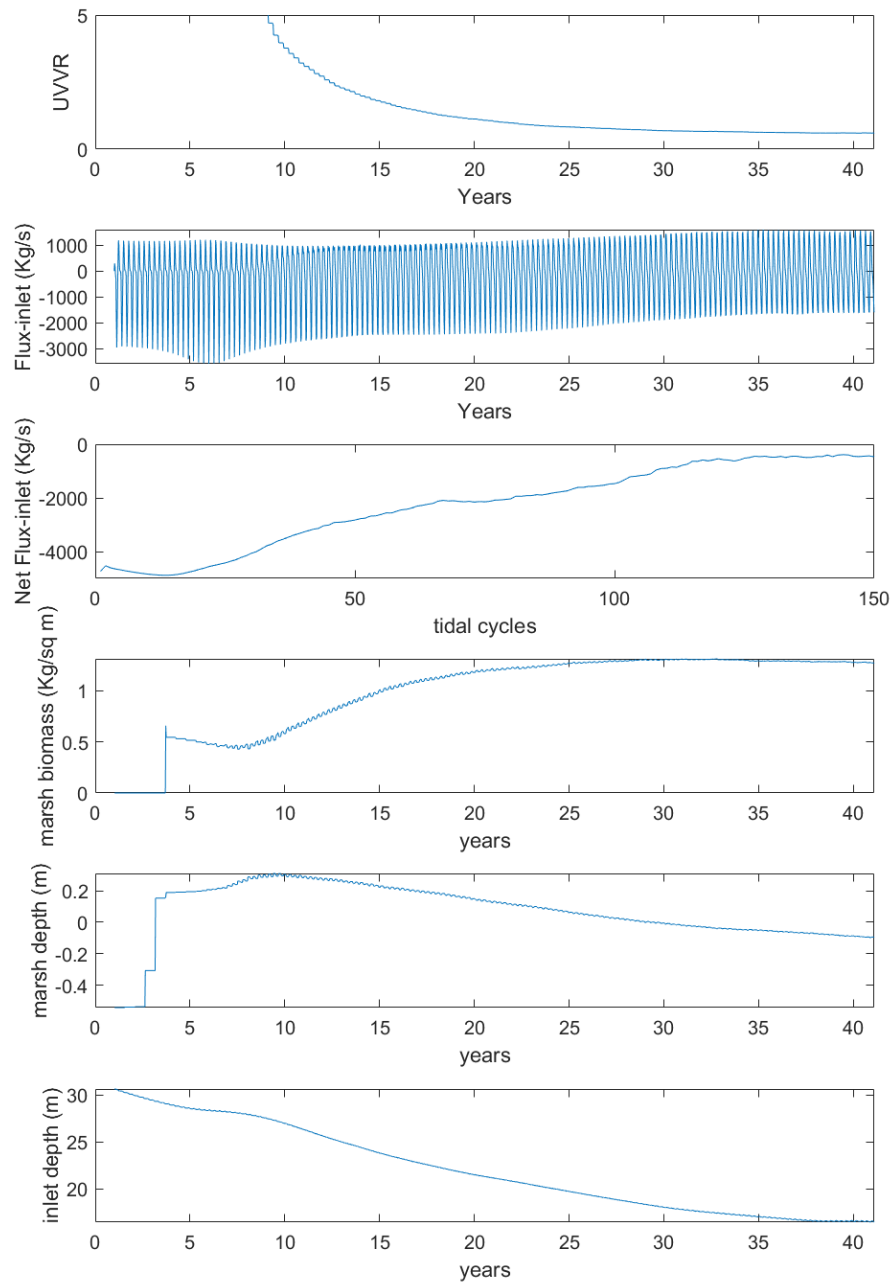 5
UVVR
0
0 5 10 15 20 25 30 35 40
Years
1000
0
-1000
-2000
-3000
Flux-inlet (Kg/s)
0 5 10 15 20 25 30 35 40
Years
0
-2000
-4000
Net Flux-inlet (Kg/s)
0 50 100 150
tidal cycles
1
0.5
0
marsh biomass (Kg/sq m)
0 5 10 15 20 25 30 35 40
years
0.2
0
-0.2
-0.4
marsh depth (m)
0 5 10 15 20 25 30 35 40
years
30
25
20
inlet depth (m)
0 5 10 15 20 25 30 35 40
years